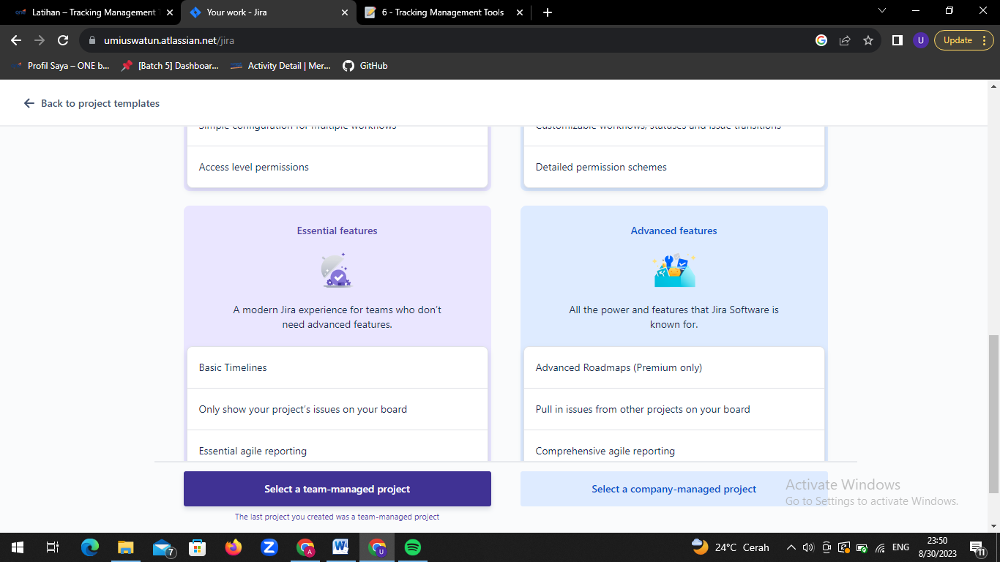 Latihan – Tracking Management
Your work - Jira
6 - Tracking Management Tools
umiuswatun.atlassian.net/jira
U
Update
Profil Saya – ONE b...
[Batch 5] Dashboar...
Activity Detail | Mer...
GitHub
Back to project templates
Simple configuration for multiple workflows
Customizable workflows, statuses and issue transitions
Access level permissions
Detailed permission schemes
Essential features
Advanced features
A modern Jira experience for teams who don't
need advanced features.
All the power and features that Jira Software is
known for.
Basic Timelines
Advanced Roadmaps (Premium only)
Only show your project's issues on your board
Pull in issues from other projects on your board
Essential agile reporting
Comprehensive agile reporting
Select a team-managed project
Select a company-managed project
The last project you created was a team-managed project
Activate Windows
Go to Settings to activate Windows.
7
A
U
24°C Cerah
ENG
23:50
8/30/2023
11